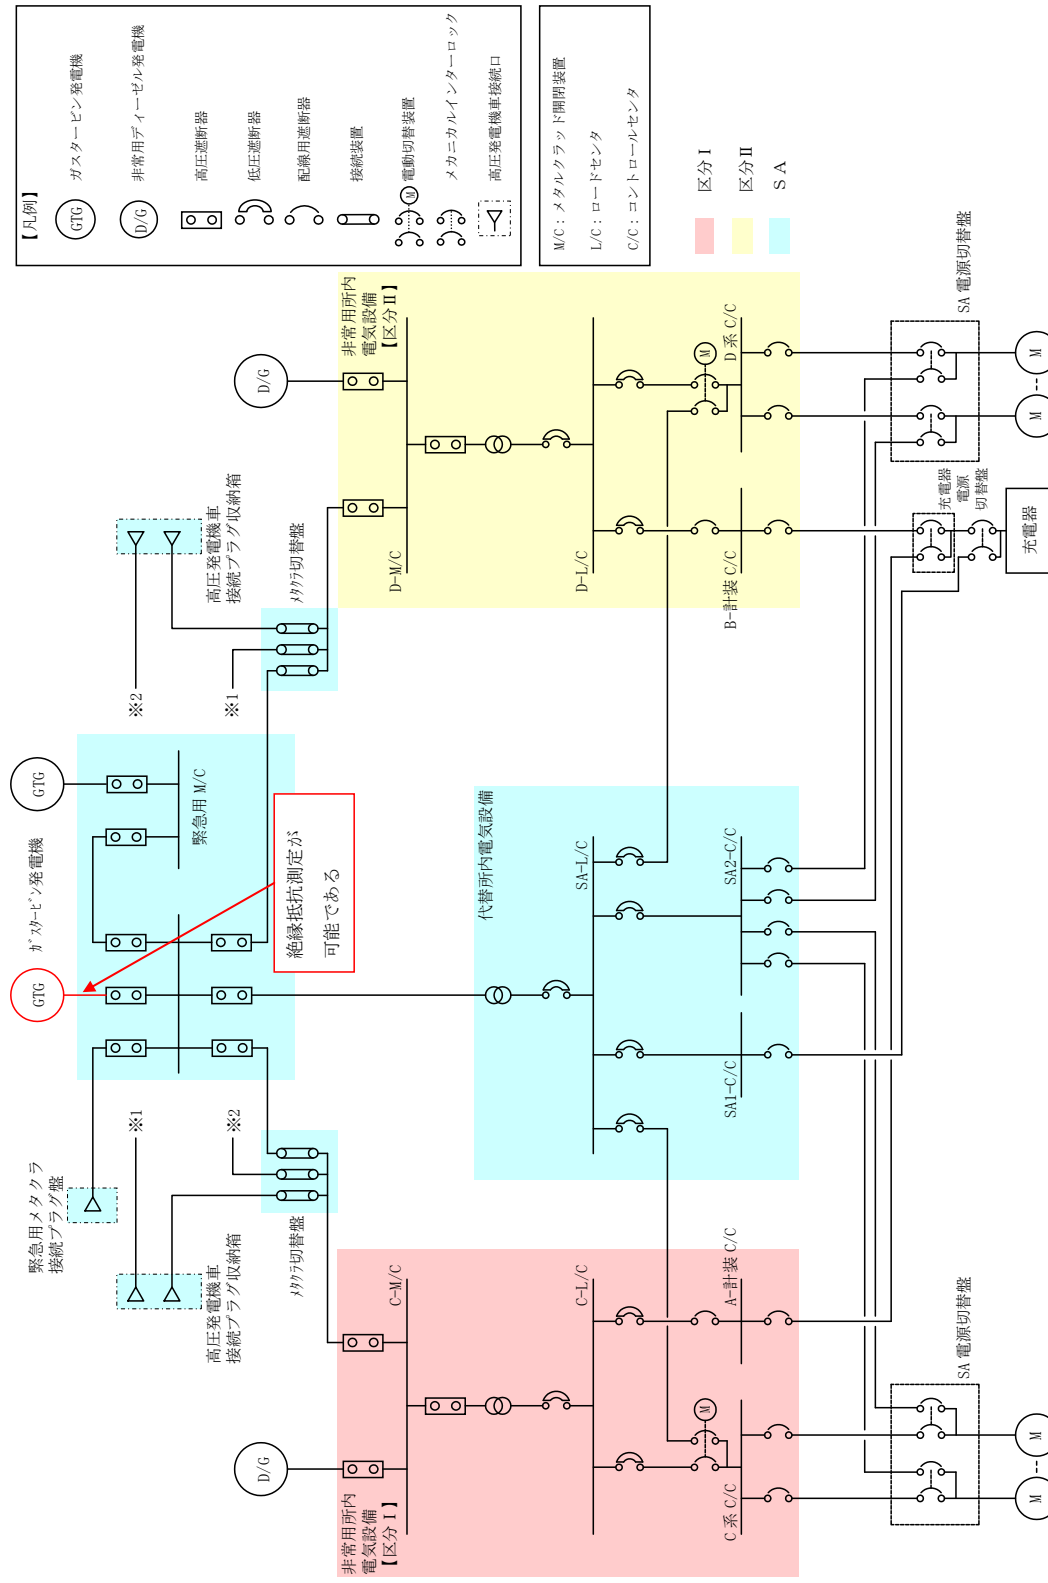 【凡例】
GTG
ガスタービン発電機
D/G
非常用ディーゼル発電機
高圧遮断器
低圧遮断器
配線用遮断器
接続装置
M
電動切替装置
メカニカルインターロック
高圧発電機車接続口
M/C：メタルクラッド開閉装置
L/C：ロードセンタ
C/C：コントロールセンタ
区分Ⅰ
区分Ⅱ
ＳＡ
緊急用メタクラ
接続プラグ盤
GTG
ガスタービン発電機
GTG
緊急用 M/C
絶縁抵抗測定が
可能である
※1
※2
※2
※1
高圧発電機車
接続プラグ収納箱
高圧発電機車
接続プラグ収納箱
メタクラ切替盤
メタクラ切替盤
D/G
D/G
非常用所内
電気設備
【区分Ⅰ】
C-M/C
C-L/C
M
C 系 C/C
A-計装 C/C
代替所内電気設備
SA-L/C
SA1-C/C
SA2-C/C
非常用所内
電気設備
【区分Ⅱ】
D-M/C
D-L/C
M
B-計装 C/C
D 系 C/C
SA 電源切替盤
M
M
充電器
電源
切替盤
充電器
SA 電源切替盤
M
M